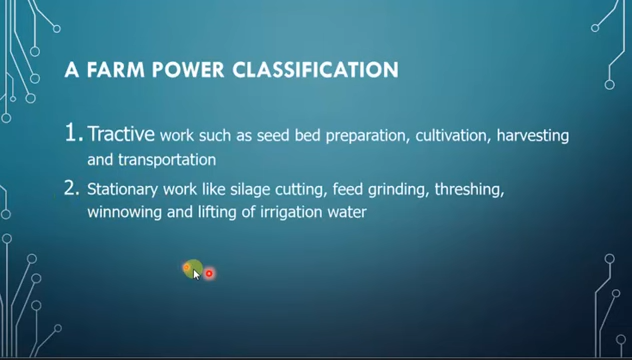 A FARM POWER CLASSIFICATION
1. Tractive work such as seed bed preparation, cultivation, harvesting
and transportation
2. Stationary work like silage cutting, feed grinding, threshing,
winnowing and lifting of irrigation water